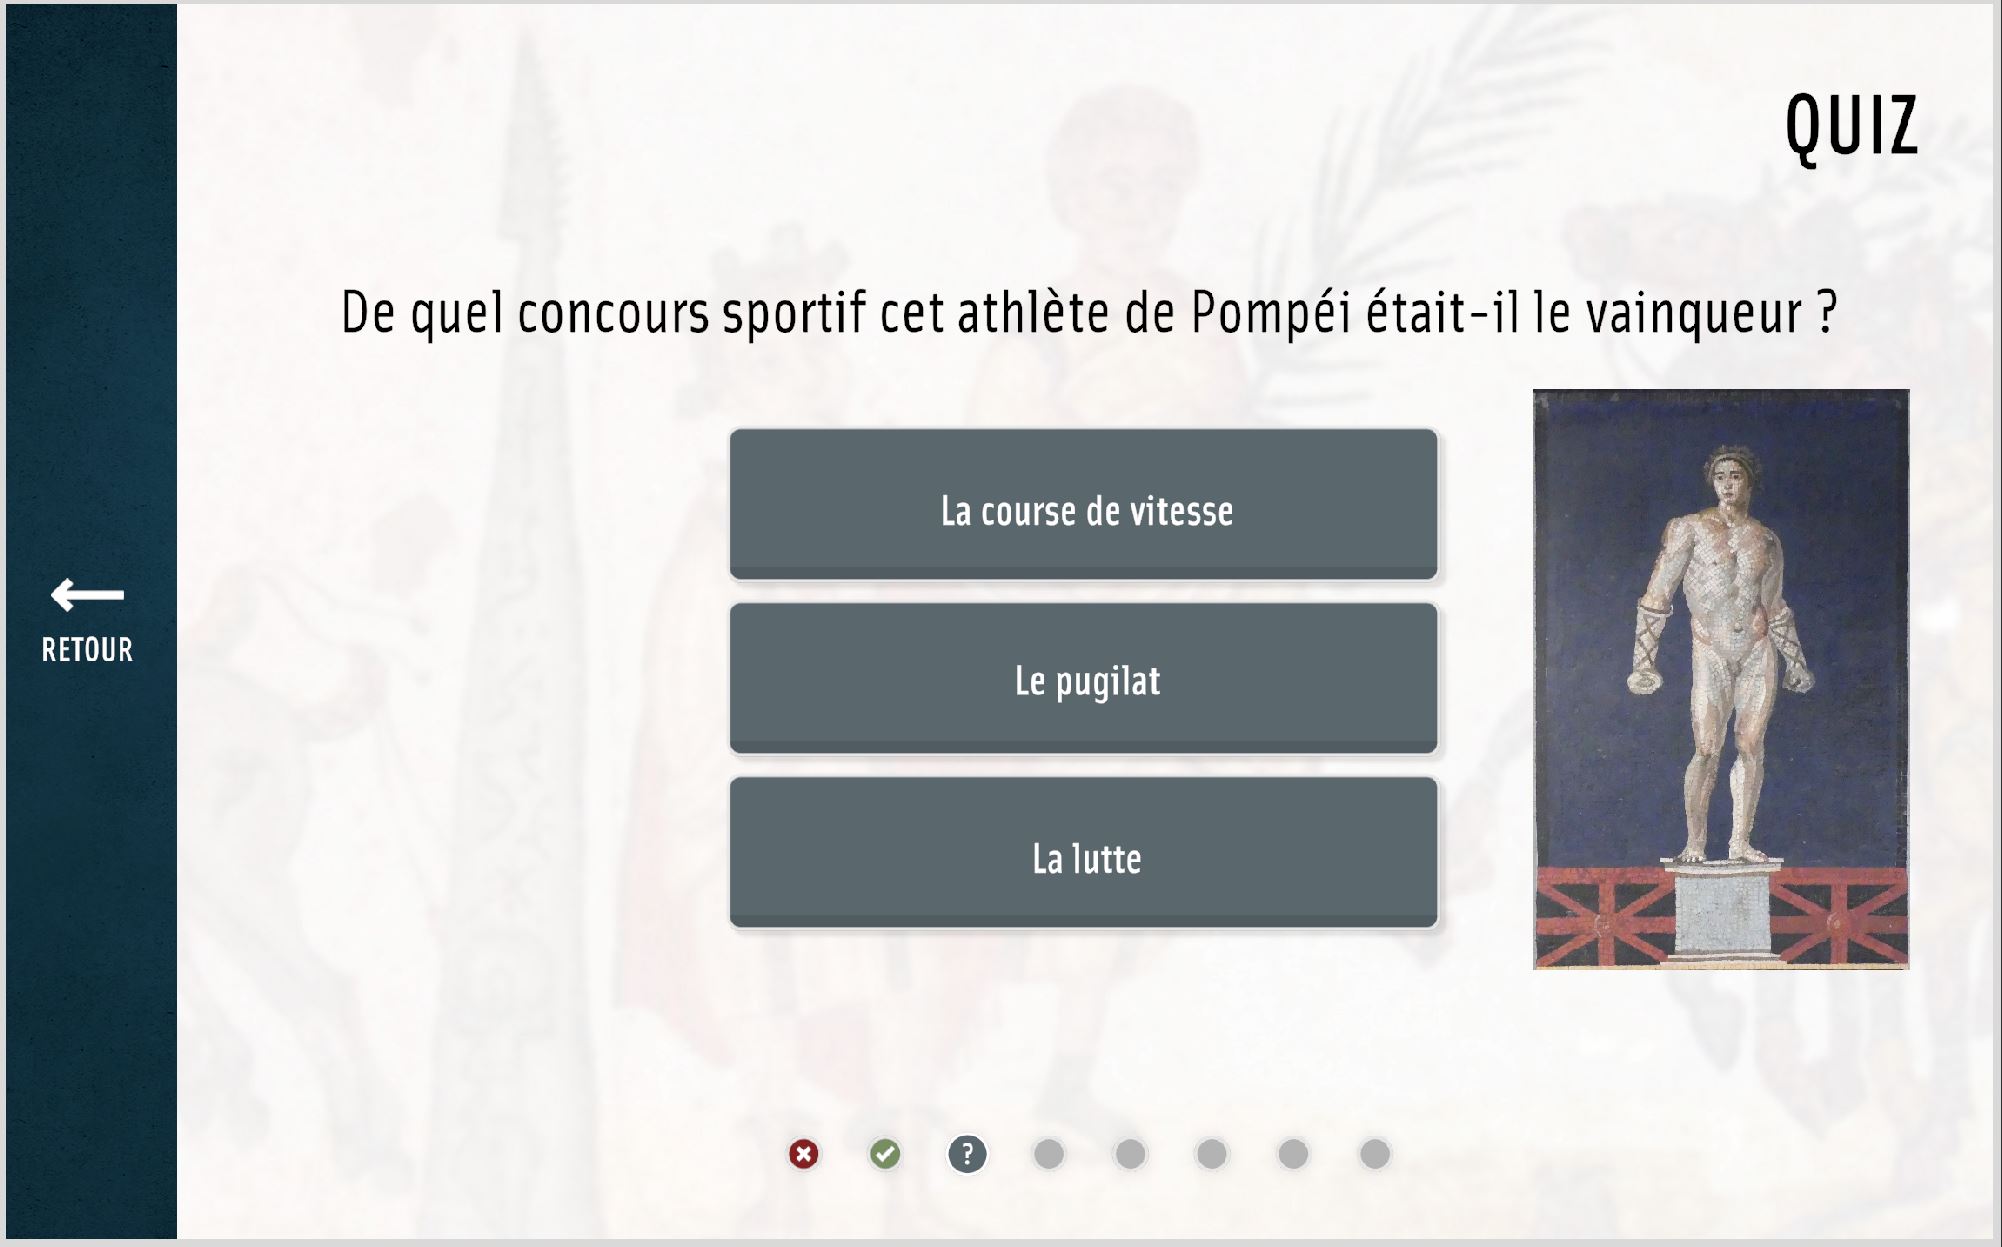 QUIZ
De quel concours sportif cet athlète de Pompéi était-il le vainqueur ?
La course de vitesse
Le pugilat
La lutte
RETOUR
?